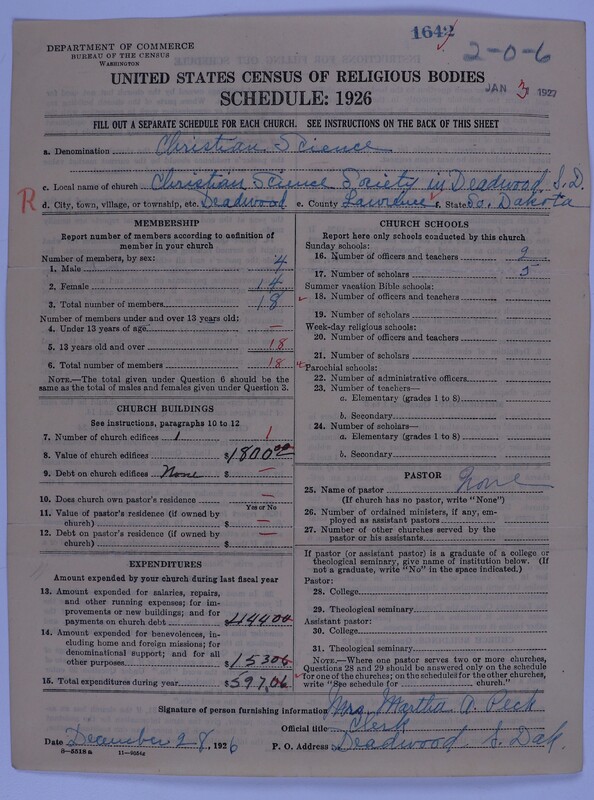 1642
2-0-6
DEPARTMENT OF COMMERCE
BUREAU OF THE CENSUS
WASHINGTON
JAN 3 1927
UNITED STATES CENSUS OF RELIGIOUS BODIES
SCHEDULE: 1926
FILL OUT A SEPARATE SCHEDULE FOR EACH CHURCH. SEE INSTRUCTIONS ON THE BACK OF THIS SHEET
a. Denomination Christian Science
c. Local name of church Christian Science Society in Deadwood, S.D.
R d. City, town, village, or township, etc. Deadwood e. County Lawrence f. State So. Dakota
MEMBERSHIP
Report number of members according to definition of
member in your church
Number of members, by sex:
1. Male 4
2. Female 14
3. Total number of members 18
Number of members under and over 13 years old:
4. Under 13 years of age —
5. 13 years old and over 18
6. Total number of members 18
NOTE.—The total given under Question 6 should be the
same as the total of males and females given under Question 3.
CHURCH BUILDINGS
See instructions, paragraphs 10 to 12
7. Number of church edifices 1 1
8. Value of church edifices $1800.00
9. Debt on church edifices None $ —
10. Does church own pastor's residence —
Yes or No
11. Value of pastor's residence (if owned by
church) $ —
12. Debt on pastor's residence (if owned by
church) $ —
EXPENDITURES
Amount expended by your church during last fiscal year
13. Amount expended for salaries, repairs,
and other running expenses; for im-
provements or new buildings; and for
payments on church debt $44400
14. Amount expended for benevolences, in-
cluding home and foreign missions; for
denominational support; and for all
other purposes $15306
15. Total expenditures during year $597,06
CHURCH SCHOOLS
Report here only schools conducted by this church
Sunday schools:
16. Number of officers and teachers 2
17. Number of scholars 5
Summer vacation Bible schools:
18. Number of officers and teachers
19. Number of scholars
Week-day religious schools:
20. Number of officers and teachers
21. Number of scholars
Parochial schools:
22. Number of administrative officers
23. Number of teachers—
a. Elementary (grades 1 to 8)
b. Secondary
24. Number of scholars—
a. Elementary (grades 1 to 8)
b. Secondary
PASTOR
25. Name of pastor None
(If church has no pastor, write "None")
26. Number of ordained ministers, if any, em-
ployed as assistant pastors
27. Number of other churches served by the
pastor or his assistants
If pastor (or assistant pastor) is a graduate of a college or
theological seminary, give name of institution below. (If
not a graduate, write "No" in the space indicated.)
Pastor:
28. College
29. Theological seminary
Assistant pastor:
30. College
31. Theological seminary
NOTE.—Where one pastor serves two or more churches,
Questions 28 and 29 should be answered only on the schedule
for one of the churches; on the schedules for the other churches,
write "See schedule for church."
Signature of person furnishing information Mrs. Martha A. Peck
Official title Clerk
Date December 28, 1926 P. O. Address Deadwood S. Dak.
8-5518a